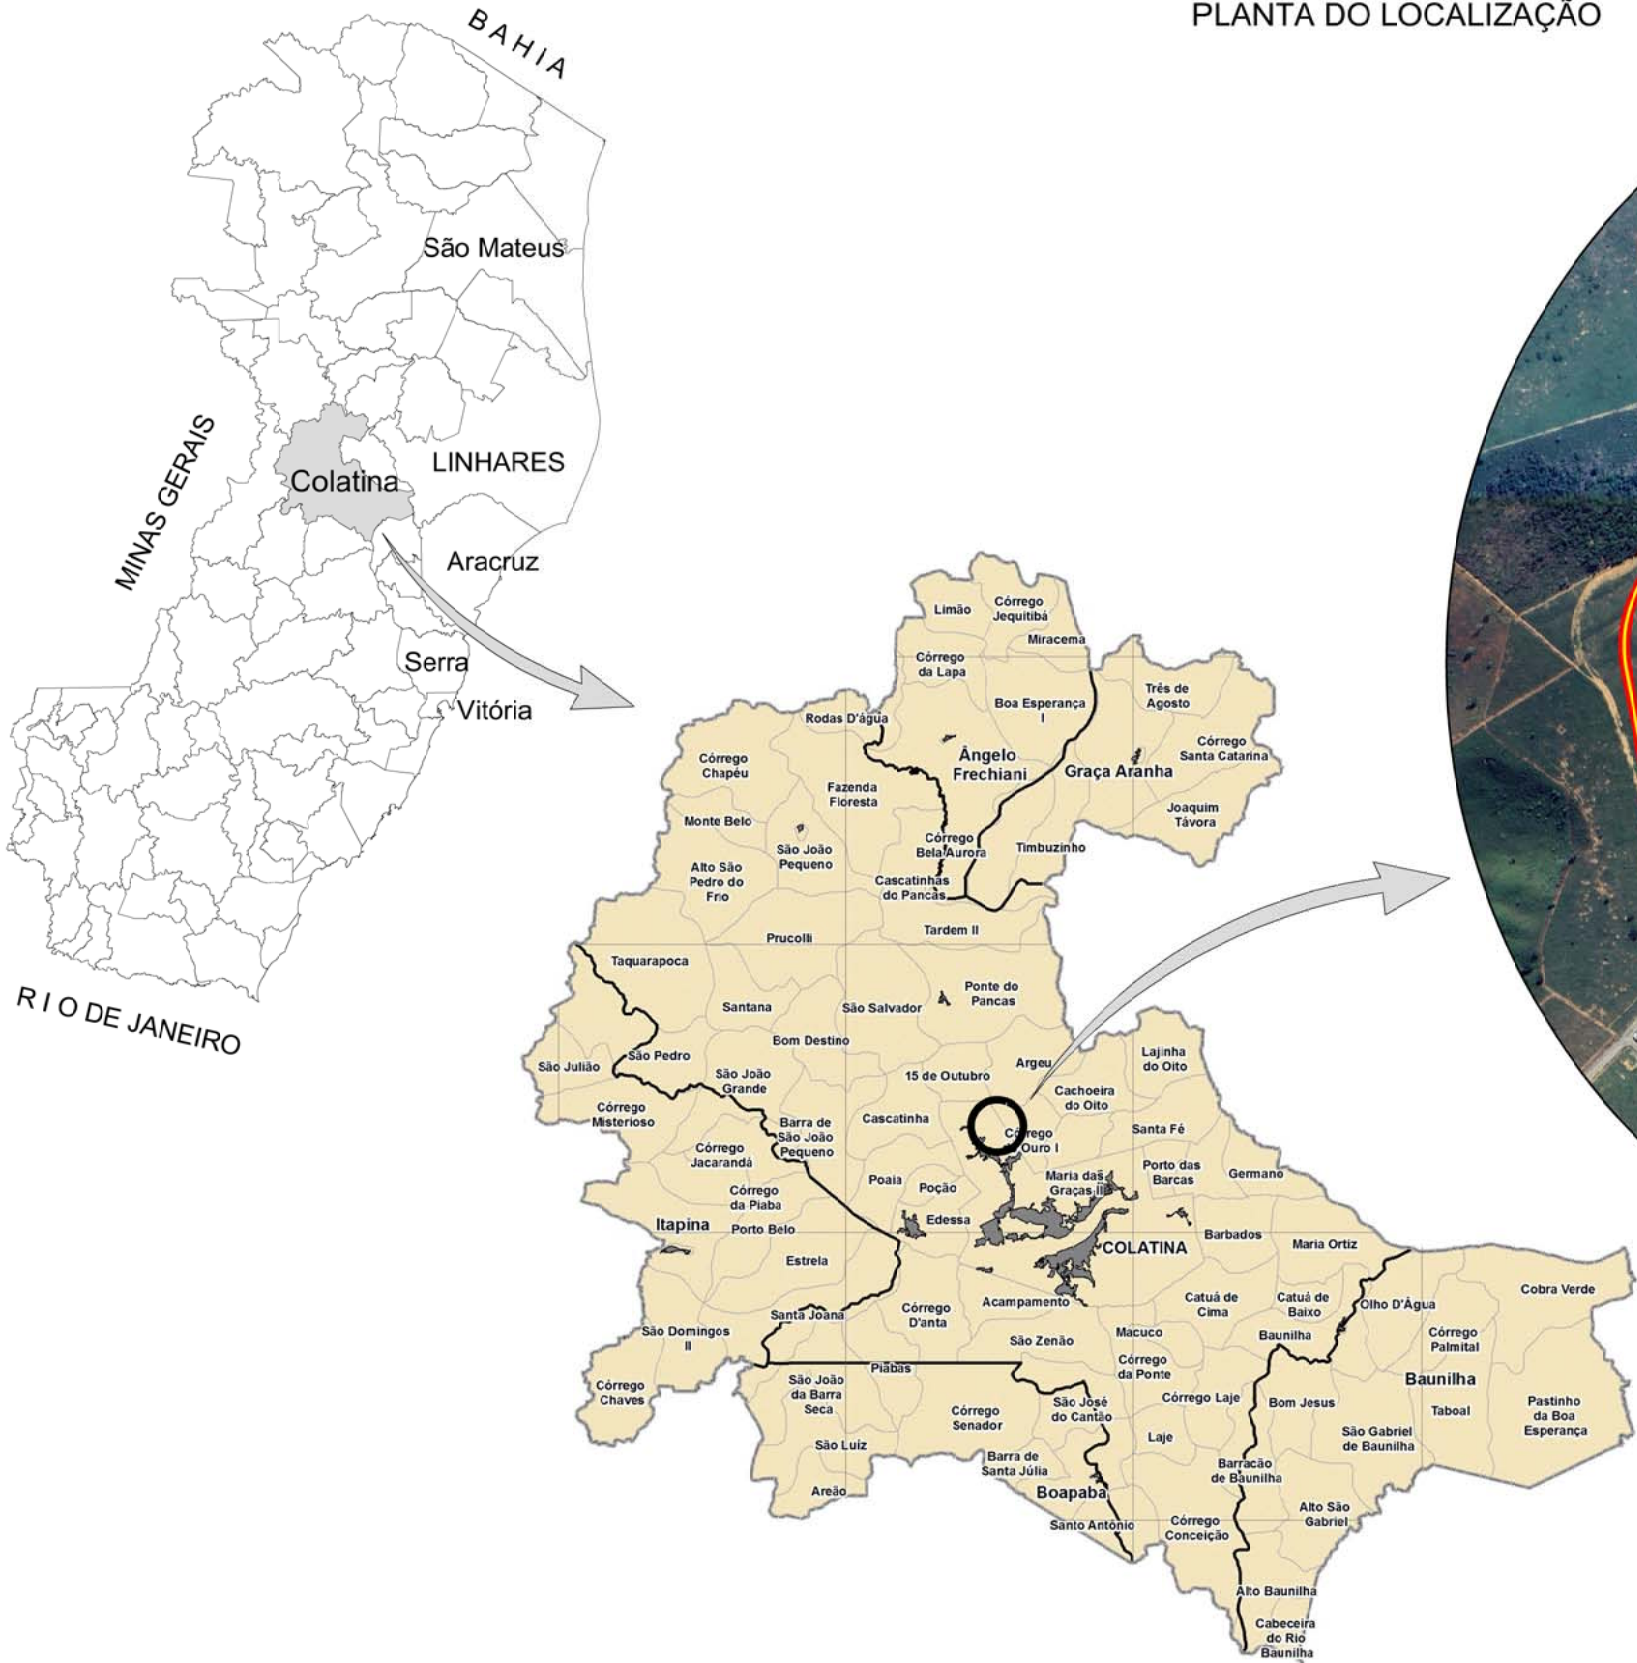 PLANTA DO LOCALIZAÇÃO
BAHIA
São Mateus
MINAS GERAIS
LINHARES
Colatina
Aracruz
Serra
Vitória
RIO DE JANEIRO
Limão
Córrego
Jequitibá
Miracema
Córrego
da Lapa
Três de
Agosto
Boa Esperança
I
Rodas D'água
Córrego
Santa Catarina
Ângelo
Frechiani
Graça Aranha
Córrego
Chapéu
Fazenda
Floresta
Joaquim
Távora
Monte Belo
São João
Pequeno
Córrego
Bela Aurora
Timbuzinho
Alto São
Pedro do
Frio
Cascatinhas
do Pancas
Tardem II
Prucolli
Taquarapoca
Ponte do
Pancas
Santana
São Salvador
Bom Destino
São Julião
São Pedro
Argeu
Lajinha
do Oito
São João
Grande
15 de Outubro
Cachoeira
do Oito
Córrego
Misterioso
Cascatinha
Barra de
São João
Pequeno
Córrego
Ouro I
Santa Fé
Córrego
Jacarandá
Poaia
Poção
Maria das
Graças II
Porto das
Barcas
Germano
Córrego
da Piaba
Itapina
Porto Belo
Edessa
Barbados
Maria Ortiz
COLATINA
Estrela
Cobra Verde
Santa Joana
Córrego
D'anta
Acampamento
Catuá de
Cima
Catuá de
Baixo
Olho D'Água
São Domingos
II
São Zenão
Macuco
Baunilha
Córrego
Palmital
Piabas
Córrego
da Ponte
Baunilha
Córrego
Chaves
São João
da Barra
Seca
Córrego
Senador
São José
do Cantão
Córrego Laje
Bom Jesus
Taboal
Pastinho
da Boa
Esperança
São Luiz
Laje
São Gabriel
de Baunilha
Barra de
Santa Júlia
Barracão
de Baunilha
Areão
Boapaba
Alto São
Gabriel
Santo Antônio
Córrego
Conceição
Alto Baunilha
Cabeceira
do Rio
Baunilha